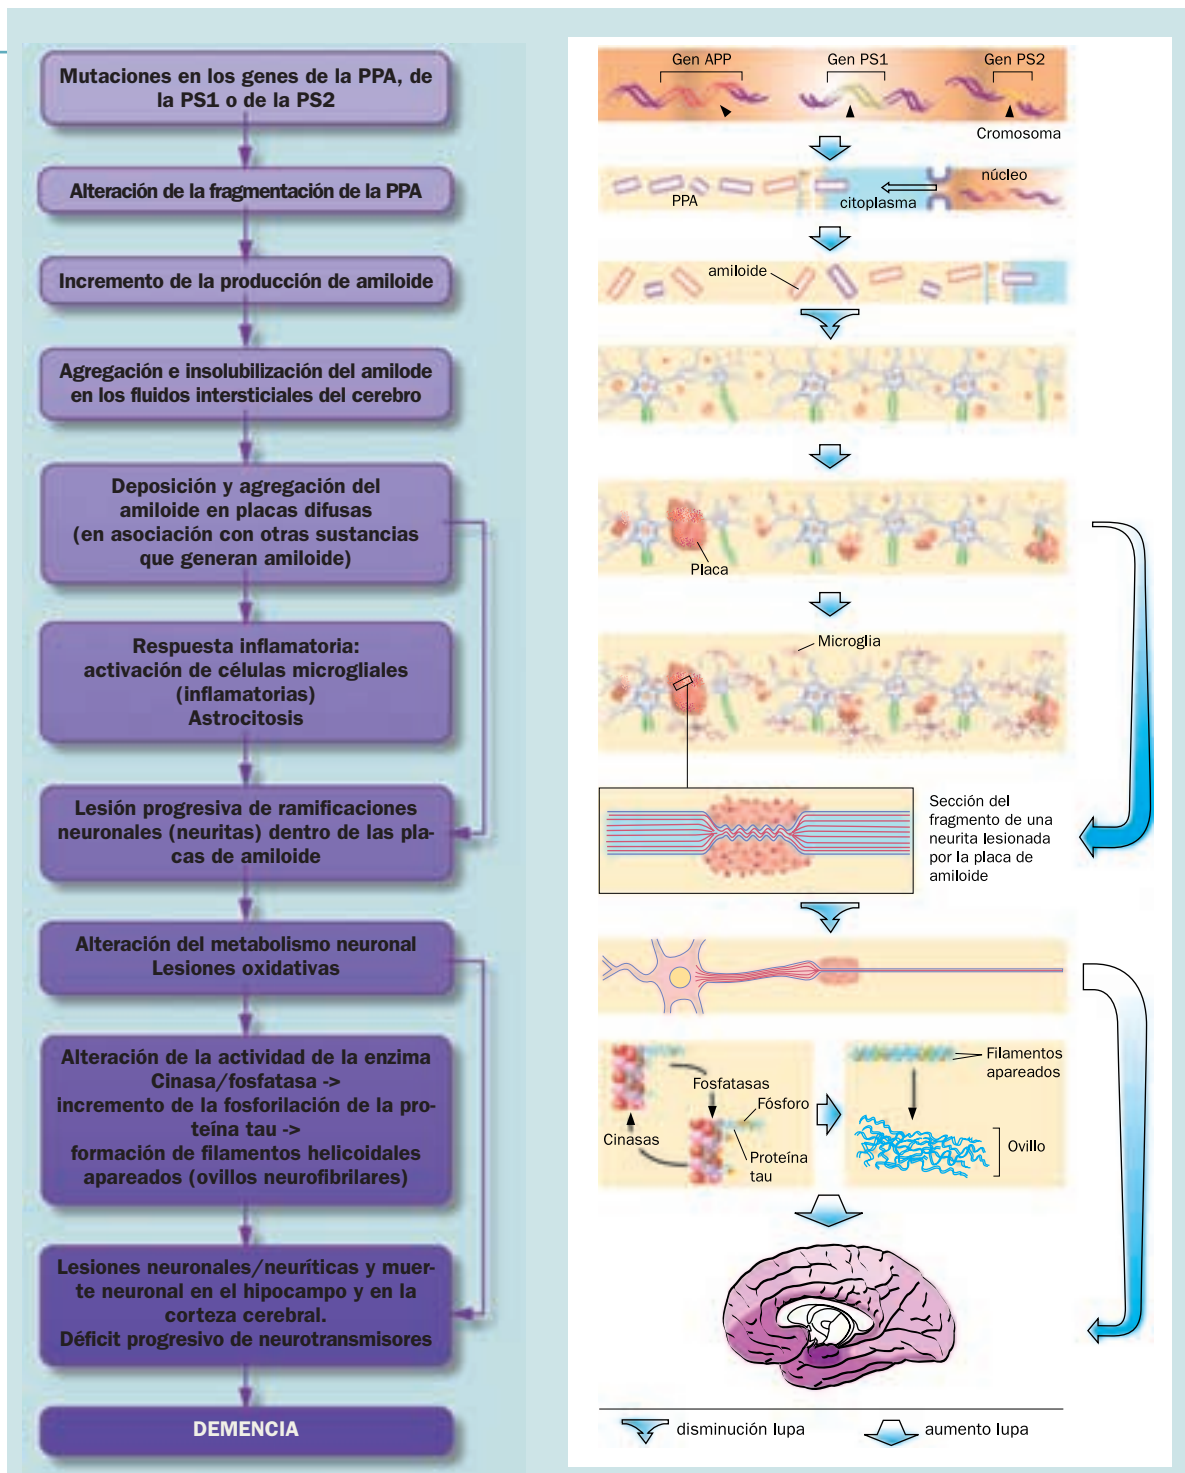 Mutaciones en los genes de la PPA, de
la PS1 o de la PS2
Alteración de la fragmentación de la PPA
Incremento de la producción de amiloide
Agregación e insolubilización del amilode
en los fluidos intersticiales del cerebro
Deposición y agregación del
amiloide en placas difusas
(en asociación con otras sustancias
que generan amiloide)
Respuesta inflamatoria:
activación de células microgliales
(inflamatorias)
Astrocitosis
Lesión progresiva de ramificaciones
neuronales (neuritas) dentro de las pla-
cas de amiloide
Alteración del metabolismo neuronal
Lesiones oxidativas
Alteración de la actividad de la enzima
Cinasa/fosfatasa ->
incremento de la fosforilación de la pro-
teína tau ->
formación de filamentos helicoidales
apareados (ovillos neurofibrilares)
Lesiones neuronales/neuríticas y muer-
te neuronal en el hipocampo y en la
corteza cerebral.
Déficit progresivo de neurotransmisores
DEMENCIA
Gen APP
Gen PS1
Gen PS2
Cromosoma
PPA
citoplasma
núcleo
amiloide
Placa
Microglia
Sección del
fragmento de una
neurita lesionada
por la placa de
amiloide
Fosfatasas
Fósforo
Cinasas
Proteína
tau
Filamentos
apareados
Ovillo
disminución lupa
aumento lupa